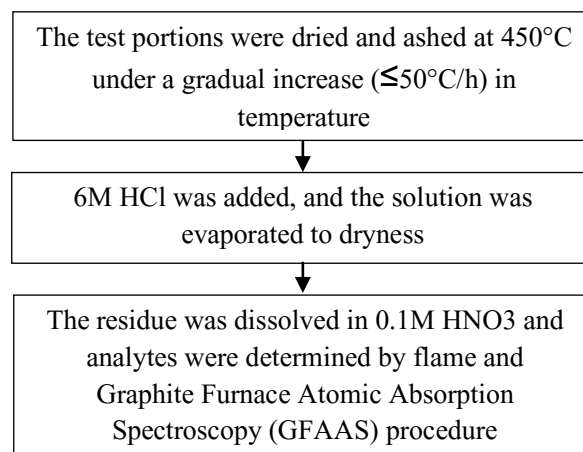 The test portions were dried and ashed at 450°C
under a gradual increase (≤50°C/h) in
temperature
6M HCl was added, and the solution was
evaporated to dryness
The residue was dissolved in 0.1M HNO3 and
analytes were determined by flame and
Graphite Furnace Atomic Absorption
Spectroscopy (GFAAS) procedure